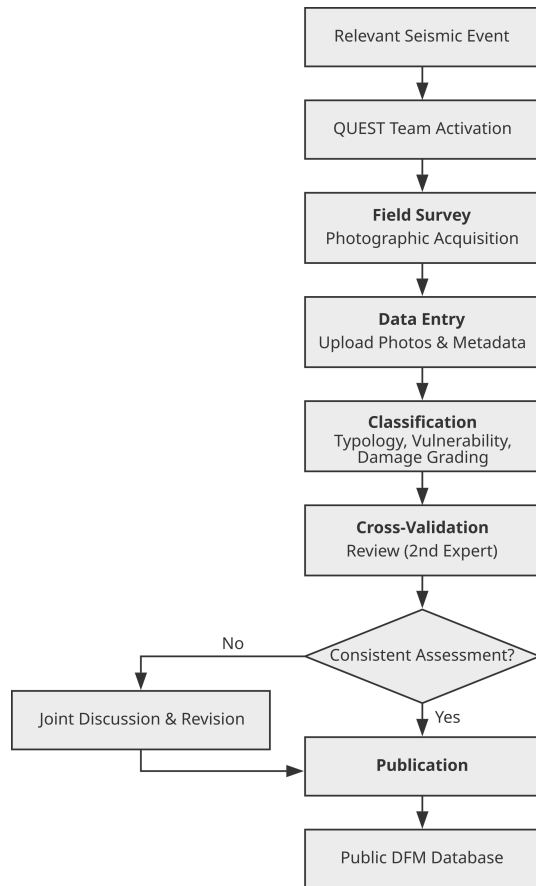 Relevant Seismic Event
QUEST Team Activation
Field Survey
Photographic Acquisition
Data Entry
Upload Photos & Metadata
Classification
Typology, Vulnerability,
Damage Grading
Cross-Validation
Review (2nd Expert)
Consistent Assessment?
No
Joint Discussion & Revision
Yes
Publication
Public DFM Database